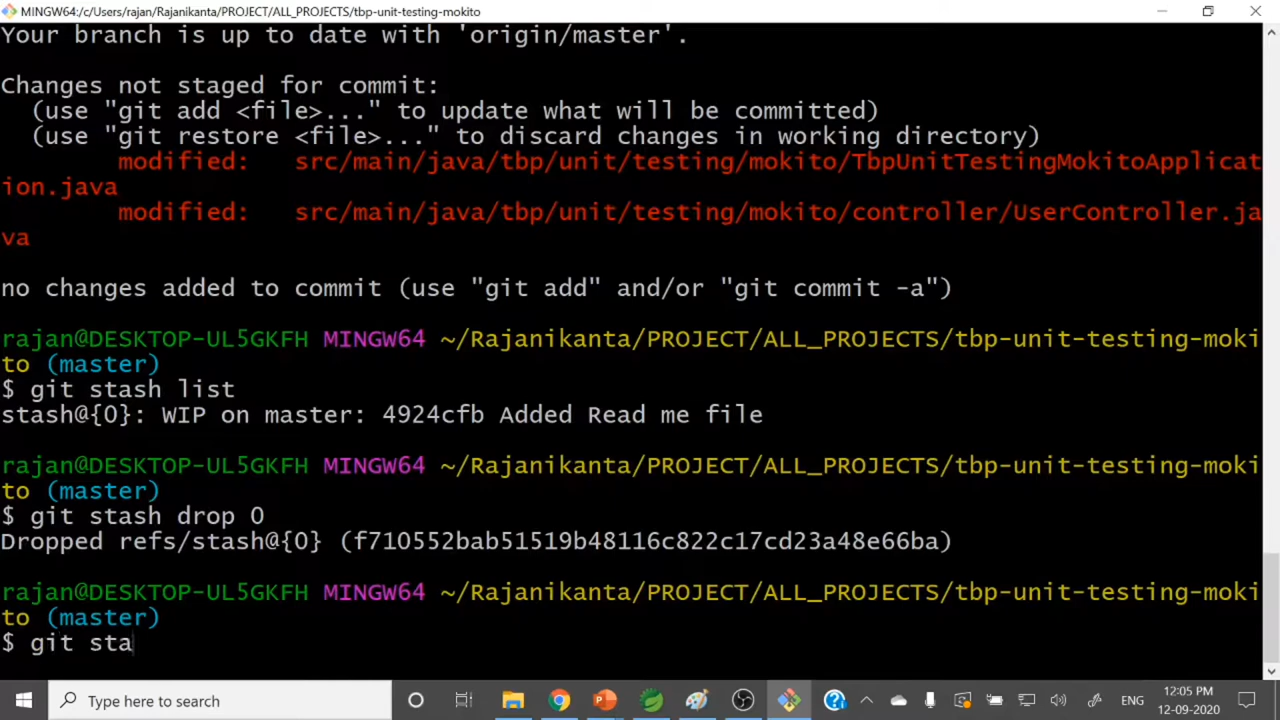 MINGW64:/c/Users/rajan/Rajanikanta/PROJECT/ALL_PROJECTS/tbp-unit-testing-mokito
Your branch is up to date with 'origin/master'.
Changes not staged for commit:
(use "git add <file>..." to update what will be committed)
(use "git restore <file>..." to discard changes in working directory)
modified: src/main/java/tbp/unit/testing/mokito/TbpUnitTestingMokitoApplicat
ion.java
modified: src/main/java/tbp/unit/testing/mokito/controller/UserController.ja
va
no changes added to commit (use "git add" and/or "git commit -a")
rajan@DESKTOP-UL5GKFH MINGW64 ~/Rajanikanta/PROJECT/ALL_PROJECTS/tbp-unit-testing-moki
to (master)
$ git stash list
stash@{0}: WIP on master: 4924cfb Added Read me file
rajan@DESKTOP-UL5GKFH MINGW64 ~/Rajanikanta/PROJECT/ALL_PROJECTS/tbp-unit-testing-moki
to (master)
$ git stash drop 0
Dropped refs/stash@{0} (f710552bab51519b48116c822c17cd23a48e66ba)
rajan@DESKTOP-UL5GKFH MINGW64 ~/Rajanikanta/PROJECT/ALL_PROJECTS/tbp-unit-testing-moki
to (master)
$ git sta
Type here to search
ENG
12:05 PM
12-09-2020